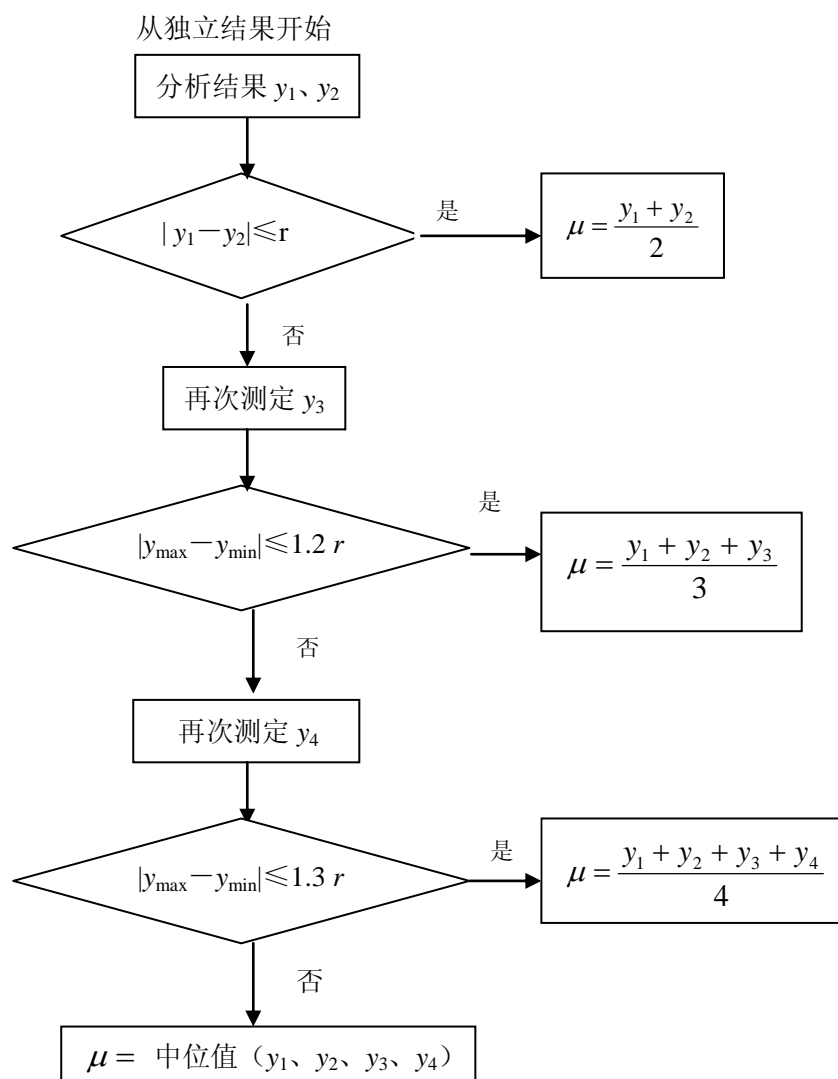 从独立结果开始
分析结果 y₁、y₂
| y₁－y₂|≤r
是
μ = (y₁ + y₂)/2
否
再次测定 y₃
|yₘₐₓ－yₘᵢₙ|≤1.2 r
是
μ = (y₁ + y₂ + y₃)/3
否
再次测定 y₄
|yₘₐₓ－yₘᵢₙ|≤1.3 r
是
μ = (y₁ + y₂ + y₃ + y₄)/4
否
μ = 中位值（y₁、y₂、y₃、y₄）